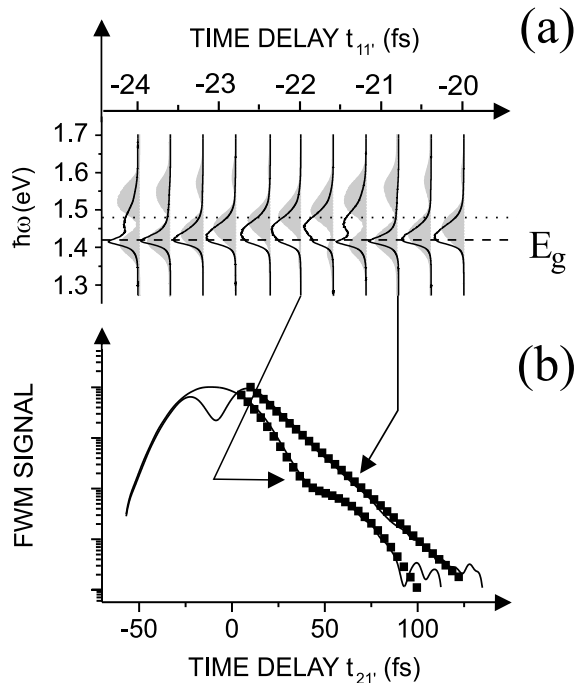 (a)
TIME DELAY t11' (fs)
-24 -23 -22 -21 -20
1.7
1.6
1.5
1.4
1.3
ħω (eV)
Eg
(b)
FWM SIGNAL
-50 0 50 100
TIME DELAY t21' (fs)